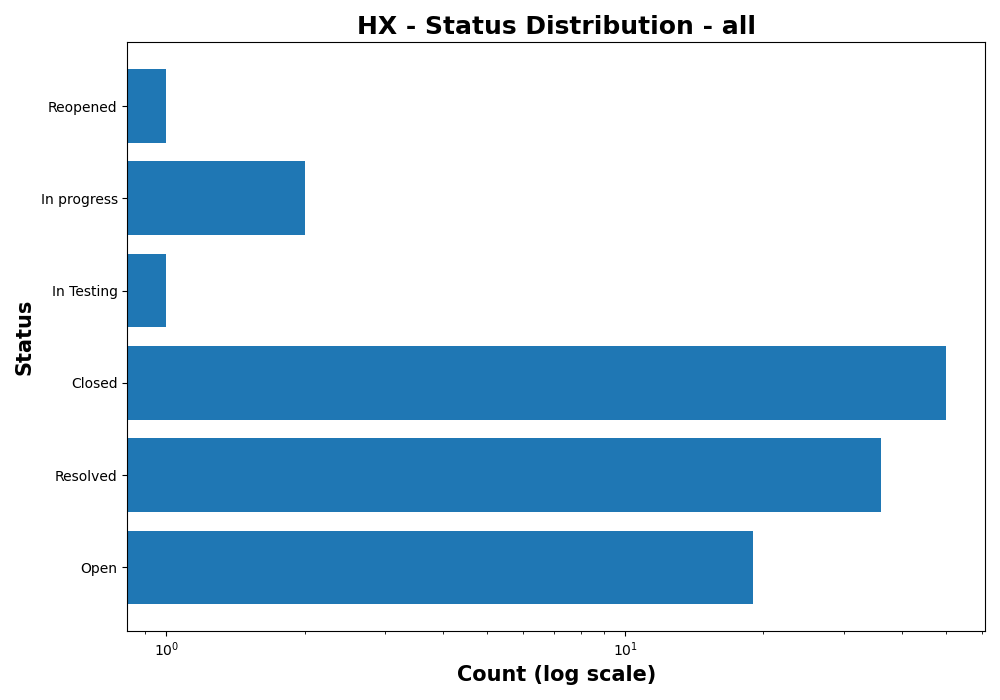 HX - Status Distribution - all
Reopened
In progress
In Testing
Closed
Resolved
Open
Status
10⁰ 10¹
Count (log scale)